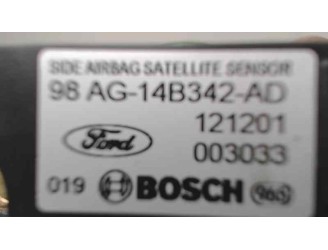 SIDE AIRBAG SATELLITE SENSOR
98 AG-14B342-AD
121201
Ford
003033
019 BOSCH